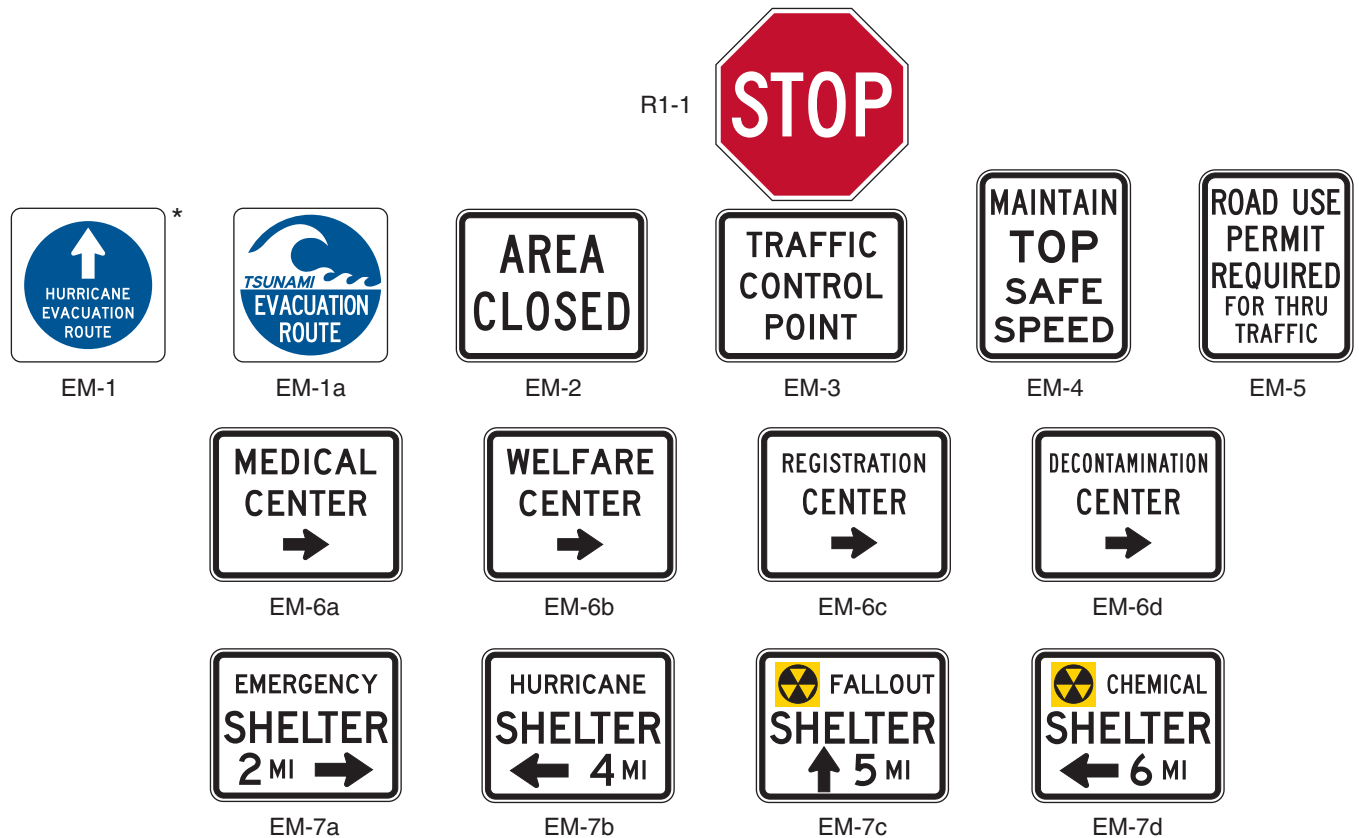 R1-1
STOP
*
HURRICANE
EVACUATION
ROUTE
EM-1
TSUNAMI
EVACUATION
ROUTE
EM-1a
AREA
CLOSED
EM-2
TRAFFIC
CONTROL
POINT
EM-3
MAINTAIN
TOP
SAFE
SPEED
EM-4
ROAD USE
PERMIT
REQUIRED
FOR THRU
TRAFFIC
EM-5
MEDICAL
CENTER
EM-6a
WELFARE
CENTER
EM-6b
REGISTRATION
CENTER
EM-6c
DECONTAMINATION
CENTER
EM-6d
EMERGENCY
SHELTER
2 MI
EM-7a
HURRICANE
SHELTER
4 MI
EM-7b
FALLOUT
SHELTER
5 MI
EM-7c
CHEMICAL
SHELTER
6 MI
EM-7d